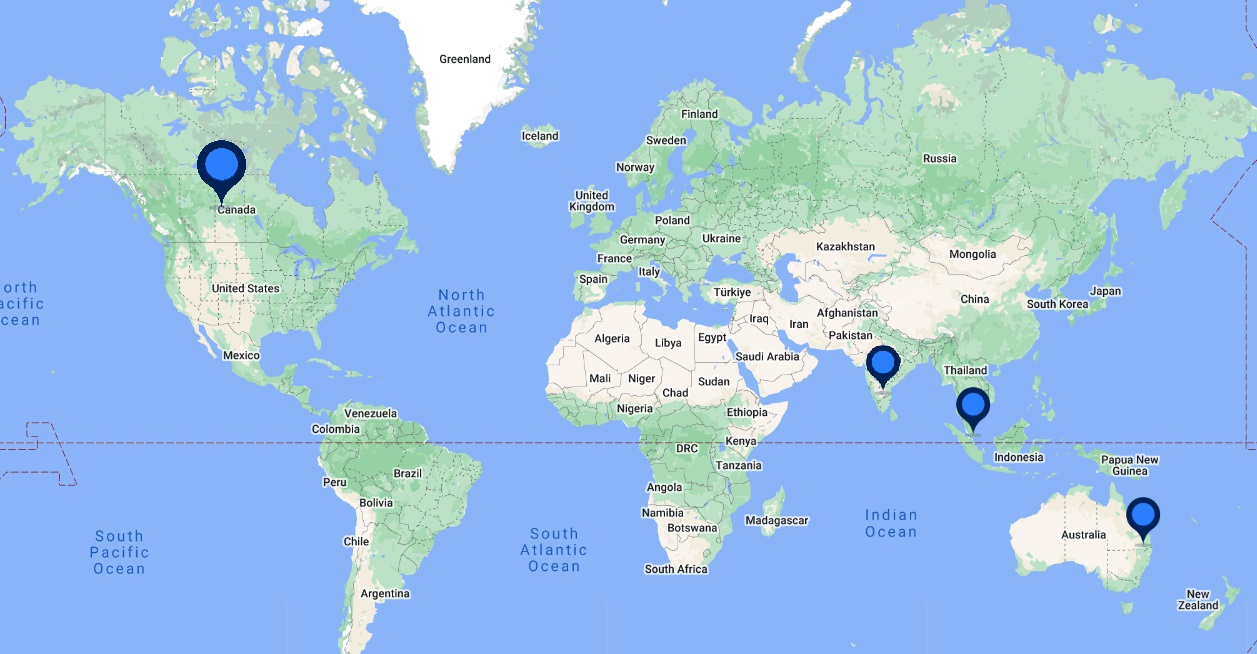 Greenland
Iceland
Finland
Sweden
Norway
Russia
United
Kingdom
Canada
Poland
Germany
Ukraine
France
Kazakhstan
Mongolia
Italy
Spain
United States
Türkiye
Japan
China
South Korea
orth
acific
cean
North
Atlantic
Ocean
Iraq
Iran
Afghanistan
Pakistan
Algeria
Libya
Egypt
Saudi Arabia
Mexico
Thailand
Mali
Niger
Chad
Sudan
Nigeria
Ethiopia
Venezuela
Colombia
DRC
Kenya
Indonesia
Tanzania
Papua New
Guinea
Brazil
Peru
Angola
Bolivia
Namibia
Botswana
Madagascar
Indian
Ocean
Australia
South
Pacific
Ocean
Chile
South
Atlantic
Ocean
South Africa
Argentina
New
Zealand